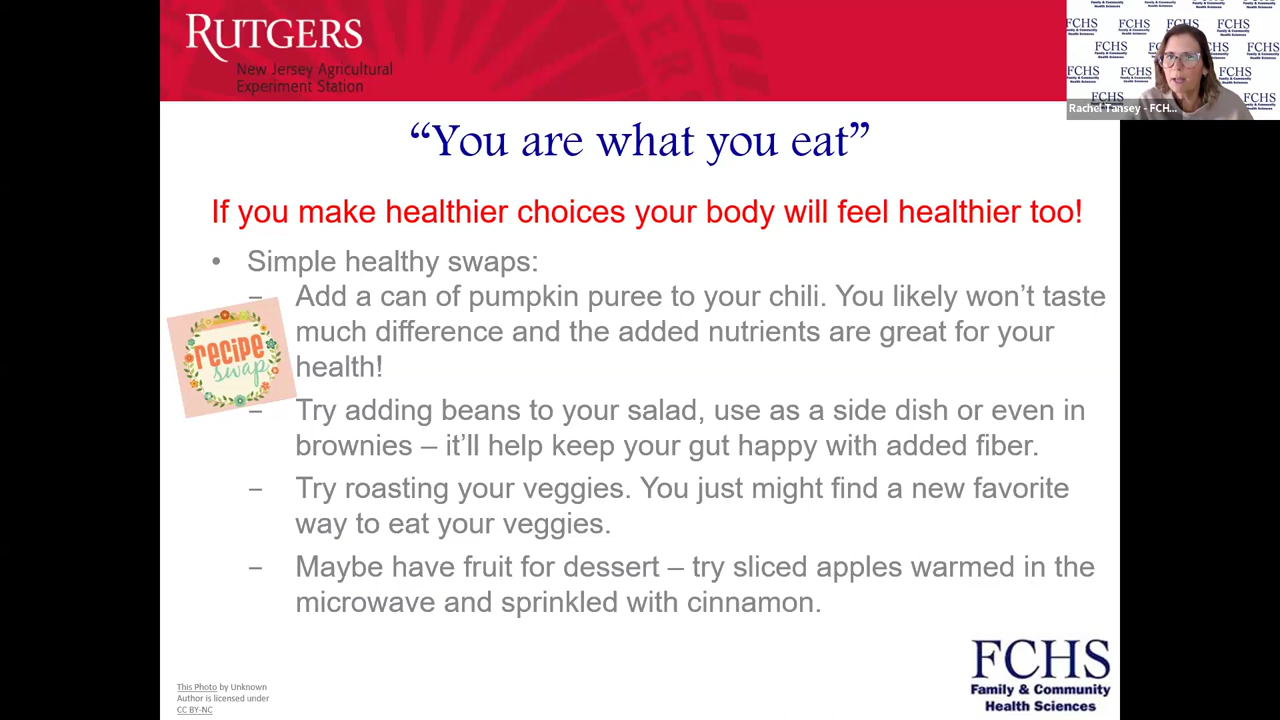 RUTGERS
New Jersey Agricultural
Experiment Station
FCHS
Family & Community
Health Sciences
Rachel Tansey - FCH...
“You are what you eat”
If you make healthier choices your body will feel healthier too!
• Simple healthy swaps:
– Add a can of pumpkin puree to your chili. You likely won’t taste
much difference and the added nutrients are great for your
health!
recipe
swap
– Try adding beans to your salad, use as a side dish or even in
brownies – it’ll help keep your gut happy with added fiber.
– Try roasting your veggies. You just might find a new favorite
way to eat your veggies.
– Maybe have fruit for dessert – try sliced apples warmed in the
microwave and sprinkled with cinnamon.
This Photo by Unknown
Author is licensed under
CC BY-NC
FCHS
Family & Community
Health Sciences